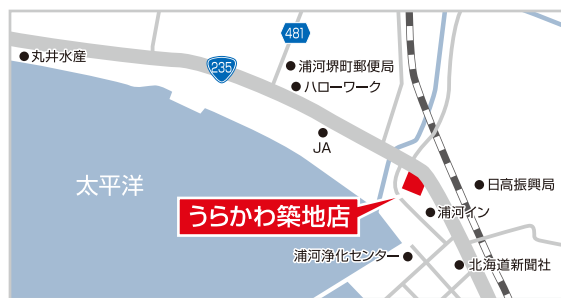 481
丸井水産
235
浦河堺町郵便局
ハローワーク
JA
太平洋
日高振興局
うらかわ築地店
浦河イン
浦河浄化センター
北海道新聞社